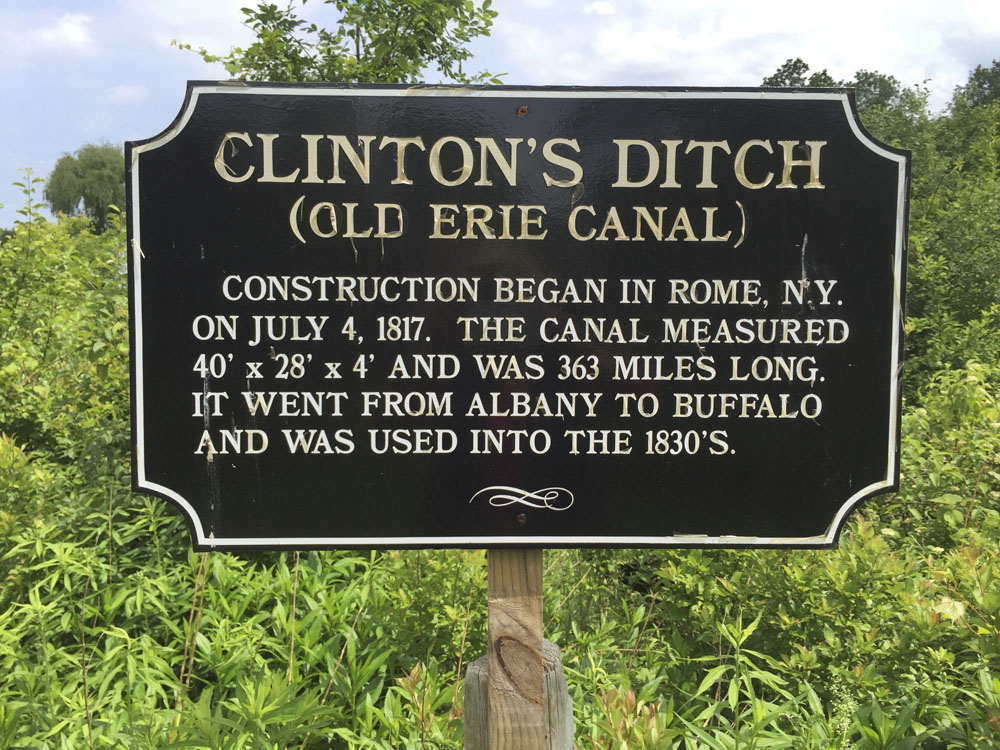 CLINTON'S DITCH
(OLD ERIE CANAL)
CONSTRUCTION BEGAN IN ROME, N.Y.
ON JULY 4, 1817. THE CANAL MEASURED
40' x 28' x 4' AND WAS 363 MILES LONG.
IT WENT FROM ALBANY TO BUFFALO
AND WAS USED INTO THE 1830'S.